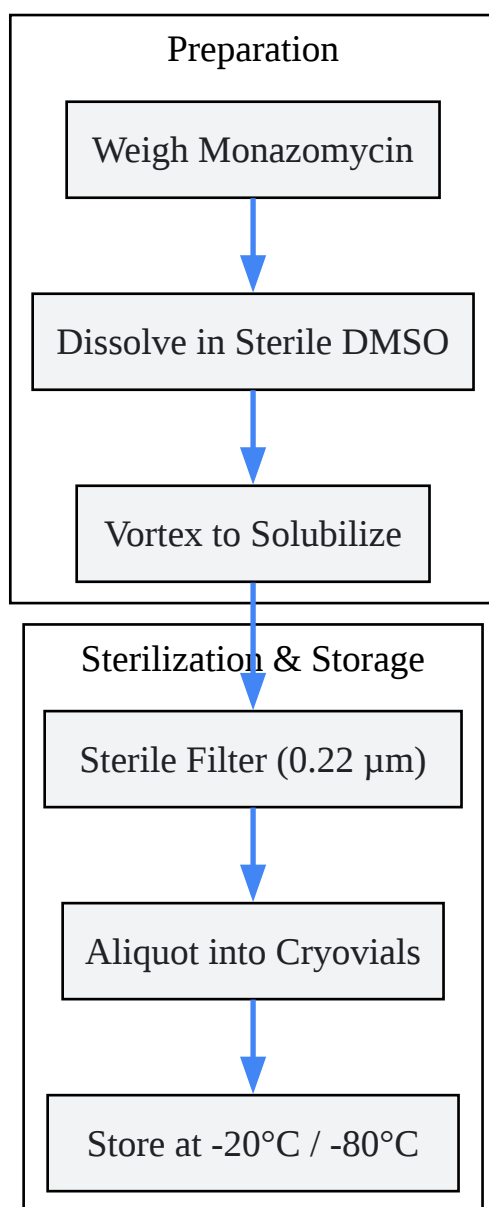 Preparation
Weigh Monazomycin
Dissolve in Sterile DMSO
Vortex to Solubilize
Sterilization & Storage
Sterile Filter (0.22 µm)
Aliquot into Cryovials
Store at -20°C / -80°C